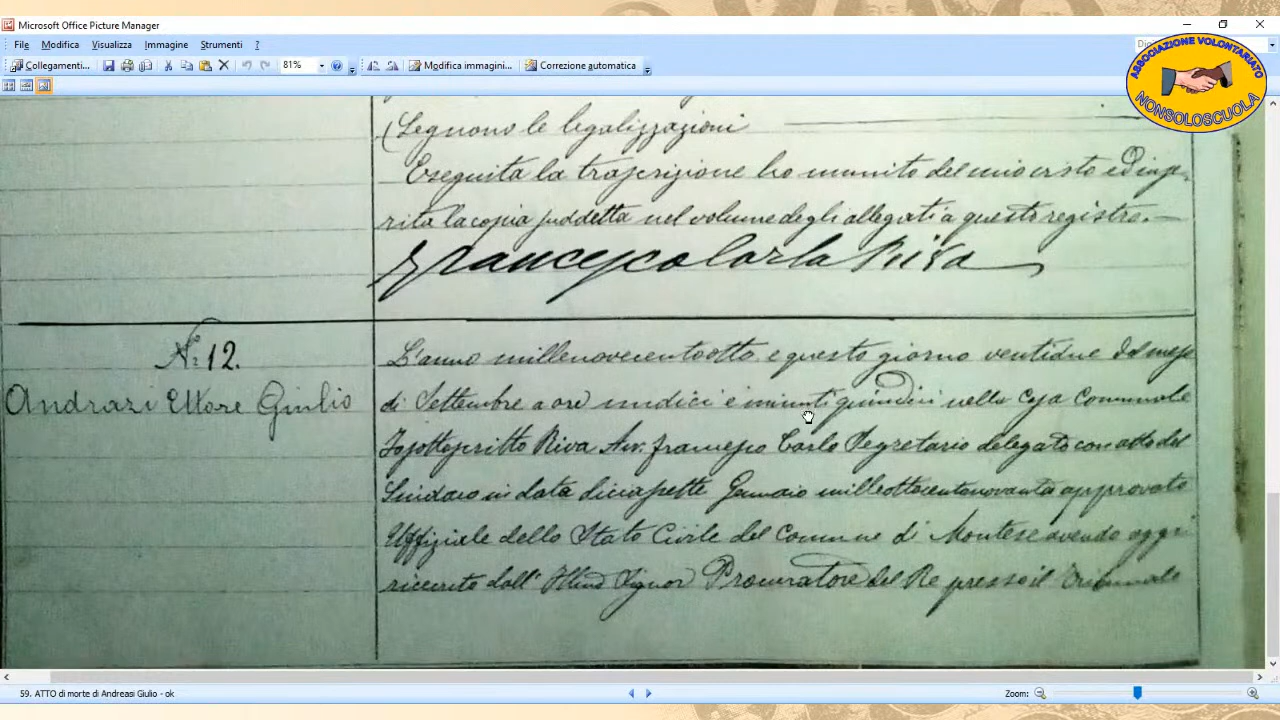 Microsoft Office Picture Manager
File Modifica Visualizza Immagine Strumenti ?
Collegamenti... 81% Modifica immagini... Correzione automatica
ASSOCIAZIONE VOLONTARIATO
NONSOLOSCUOLA
(Seguono le legalizzazioni
Eseguita la trascrizione ho munito del mio visto ed inse-
rita la copia suddetta nel volume degli allegati a questo registro.
Francesco Carlo Riva
N. 12.
Andreasi Ettore Giulio
L'anno millenovecentootto e questo giorno ventidue del mese
di Settembre a ore undici e minuti quindici nella Casa Comunale
Io sottoscritto Riva Avv. Francesco Carlo Segretario delegato con atto del
Sindaco in data diciassette Gennaio milleottocentonovanta approvato
Uffiziale dello Stato Civile del Comune di Montese avendo oggi
ricevuto dall' Illmo Signor Procuratore del Re presso il Tribunale
59. ATTO di morte di Andreasi Giulio - ok
Zoom: